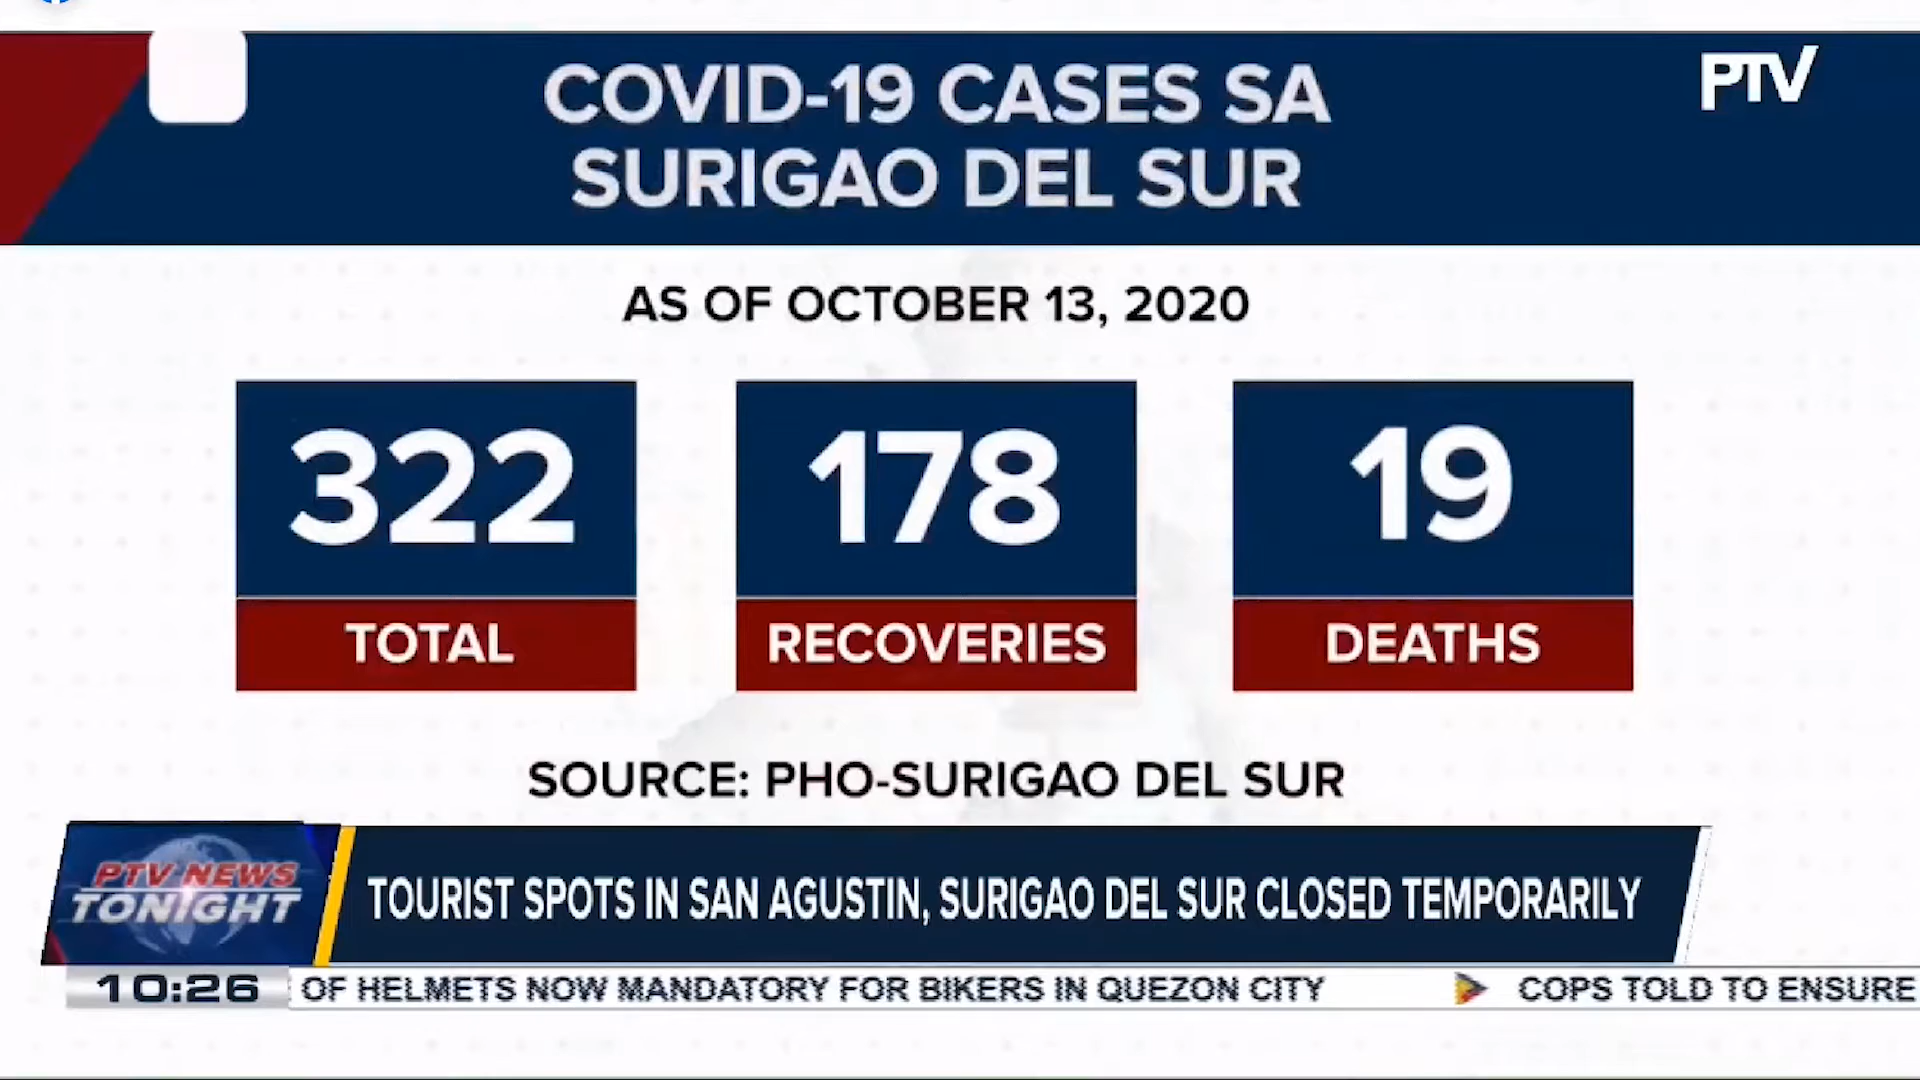 PTV
COVID-19 CASES SA
SURIGAO DEL SUR
AS OF OCTOBER 13, 2020
322
TOTAL
178
RECOVERIES
19
DEATHS
SOURCE: PHO-SURIGAO DEL SUR
PTV NEWS
TONIGHT
TOURIST SPOTS IN SAN AGUSTIN, SURIGAO DEL SUR CLOSED TEMPORARILY
10:26
OF HELMETS NOW MANDATORY FOR BIKERS IN QUEZON CITY
COPS TOLD TO ENSURE